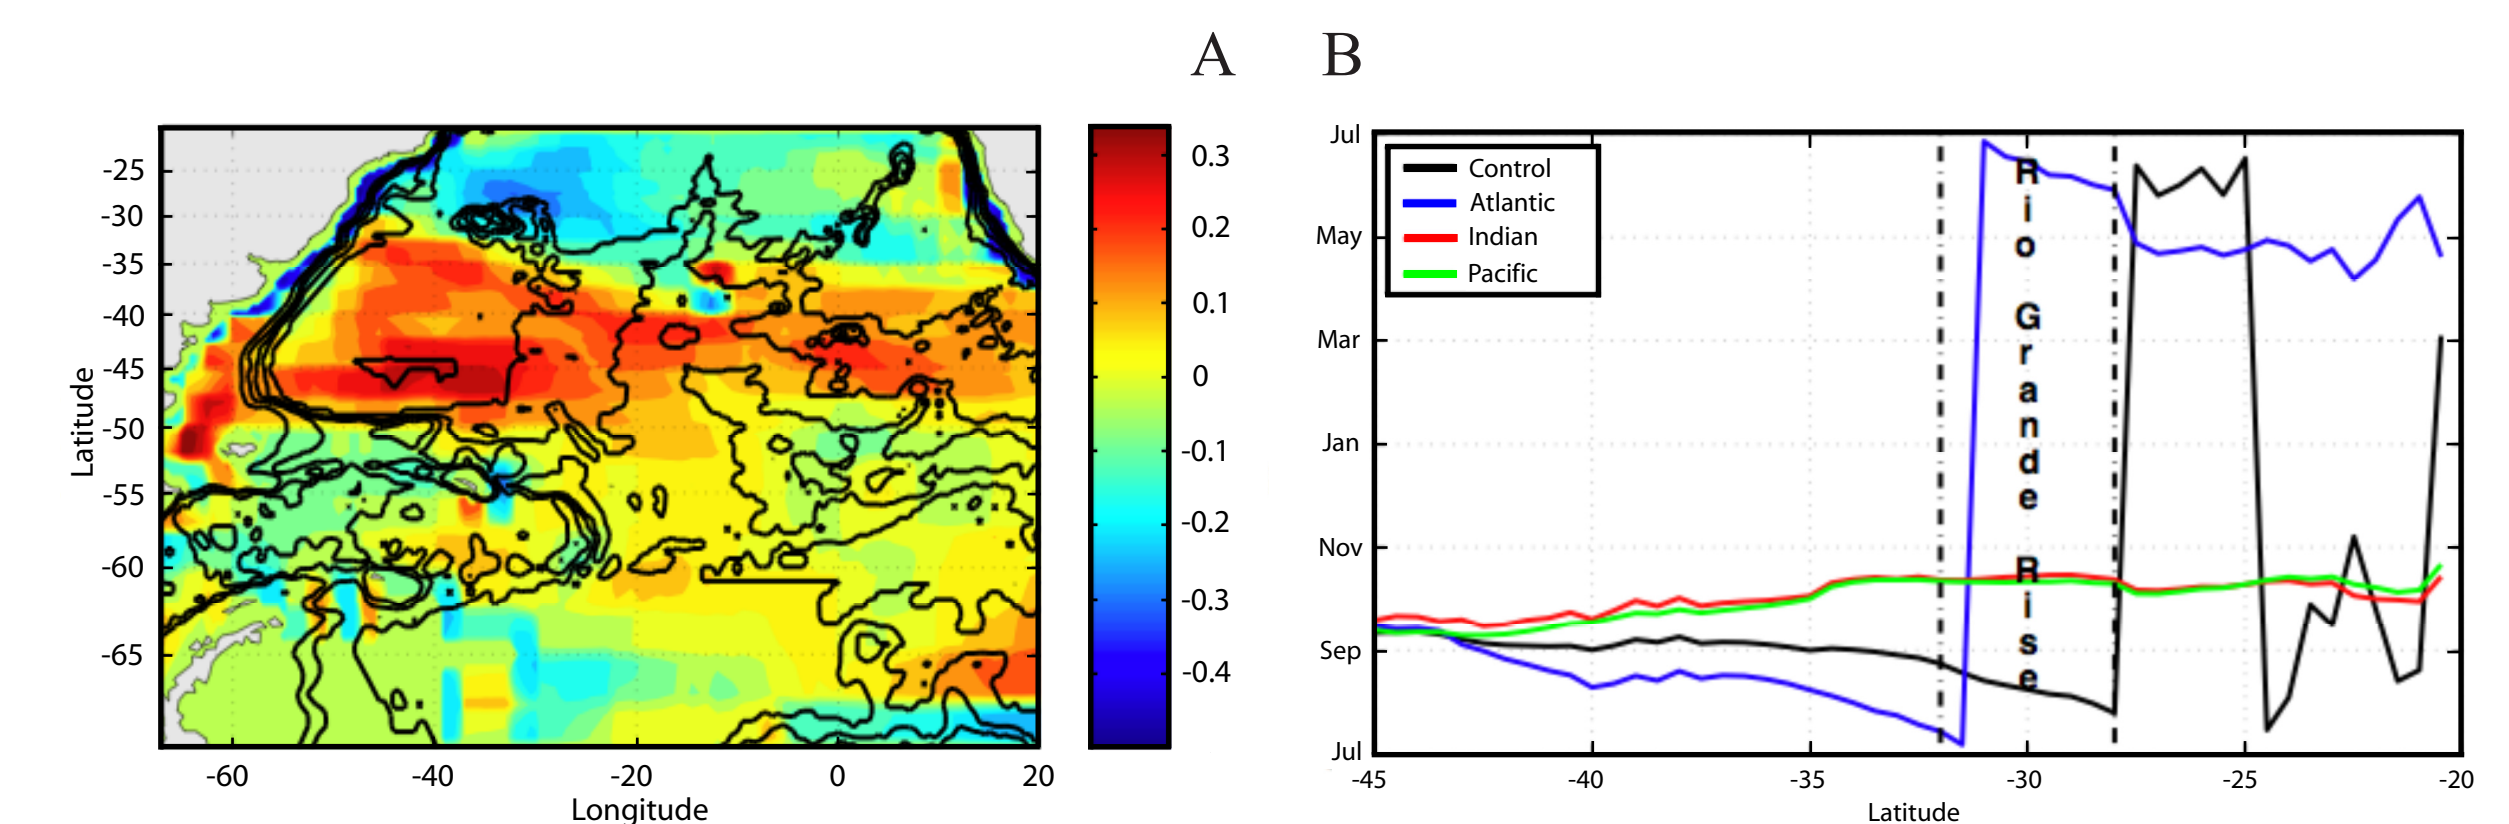 A
B
-25
-30
-35
-40
-45
-50
-55
-60
-65
Latitude
-60
-40
-20
0
20
Longitude
0.3
0.2
0.1
0
-0.1
-0.2
-0.3
-0.4
Jul
May
Mar
Jan
Nov
Sep
Jul
Control
Atlantic
Indian
Pacific
Rio Grande Rise
-45
-40
-35
-30
-25
-20
Latitude